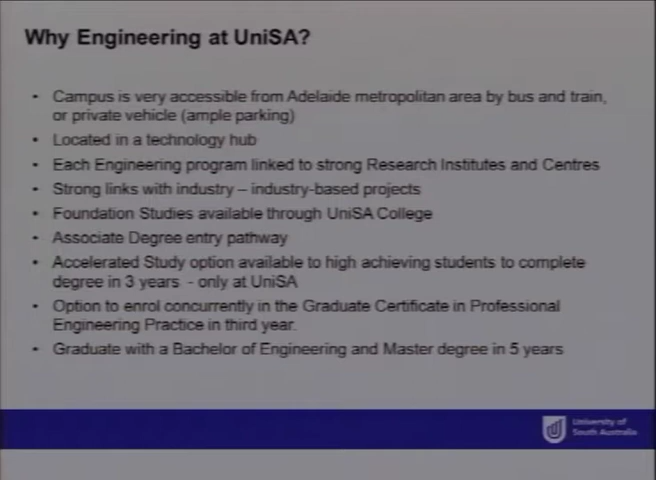 Why Engineering at UniSA?
• Campus is very accessible from Adelaide metropolitan area by bus and train,
or private vehicle (ample parking)
• Located in a technology hub
• Each Engineering program linked to strong Research Institutes and Centres
• Strong links with industry – industry-based projects
• Foundation Studies available through UniSA College
• Associate Degree entry pathway
• Accelerated Study option available to high achieving students to complete
degree in 3 years - only at UniSA
• Option to enrol concurrently in the Graduate Certificate in Professional
Engineering Practice in third year.
• Graduate with a Bachelor of Engineering and Master degree in 5 years
University of
South Australia